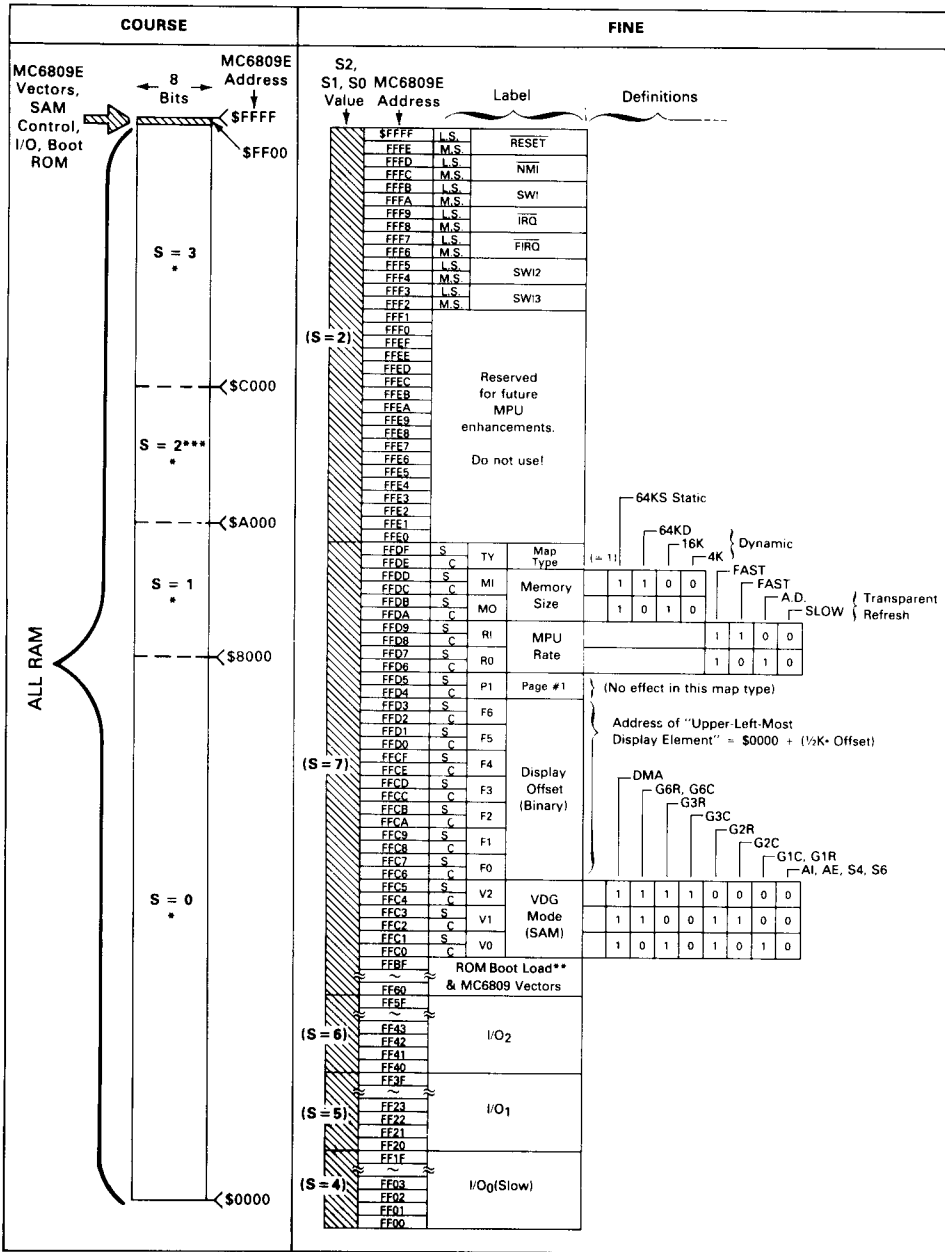 COURSE
FINE
MC6809E
Vectors,
SAM
Control,
I/O, Boot
ROM
8
Bits
MC6809E
Address
$FFFF
$FF00
S = 3
*
$C000
S = 2***
*
$A000
S = 1
*
$8000
S = 0
*
$0000
ALL RAM
S2,
S1, S0
Value
MC6809E
Address
Label
Definitions
(S = 2)
$FFFF L.S. RESET
FFFE M.S.
FFFD L.S. NMI
FFFC M.S.
FFFB L.S. SWI
FFFA M.S.
FFF9 L.S. IRQ
FFF8 M.S.
FFF7 L.S. FIRQ
FFF6 M.S.
FFF5 L.S. SWI2
FFF4 M.S.
FFF3 L.S. SWI3
FFF2 M.S.
FFF1
FFF0
FFEF
FFEE
FFED
FFEC
FFEB
FFEA
FFE9
FFE8
FFE7
FFE6
FFE5
FFE4
FFE3
FFE2
FFE1
FFE0
Reserved
for future
MPU
enhancements.
Do not use!
64KS Static
64KD
16K
4K
Dynamic
(S = 7)
FFDF S TY Map Type (= 1)
FFDE C
FFDD S MI Memory Size 1 1 0 0
FFDC C
FFDB S MO 1 0 1 0
FFDA C
FAST
FAST
A.D.
SLOW
Transparent
Refresh
FFD9 S RI MPU Rate 1 1 0 0
FFD8 C
FFD7 S R0 1 0 1 0
FFD6 C
FFD5 S P1 Page #1 (No effect in this map type)
FFD4 C
FFD3 S F6
FFD2 C
FFD1 S F5
FFD0 C
FFCF S F4
FFCE C
FFCD S F3
FFCC C
FFCB S F2
FFCA C
FFC9 S F1
FFC8 C
FFC7 S F0
FFC6 C
Display
Offset
(Binary)
Address of "Upper-Left-Most
Display Element" = $0000 + (½K• Offset)
DMA
G6R, G6C
G3R
G3C
G2R
G2C
G1C, G1R
AI, AE, S4, S6
FFC5 S V2 1 1 1 1 0 0 0 0
FFC4 C
FFC3 S V1 1 1 0 0 1 1 0 0
FFC2 C
FFC1 S V0 1 0 1 0 1 0 1 0
FFC0 C
VDG
Mode
(SAM)
FFBF
~
FF60
ROM Boot Load**
& MC6809 Vectors
(S = 6)
FF5F
~
FF43
FF42
FF41
FF40
I/O2
(S = 5)
FF3F
~
FF23
FF22
FF21
FF20
I/O1
(S = 4)
FF1F
~
FF03
FF02
FF01
FF00
I/O0(Slow)